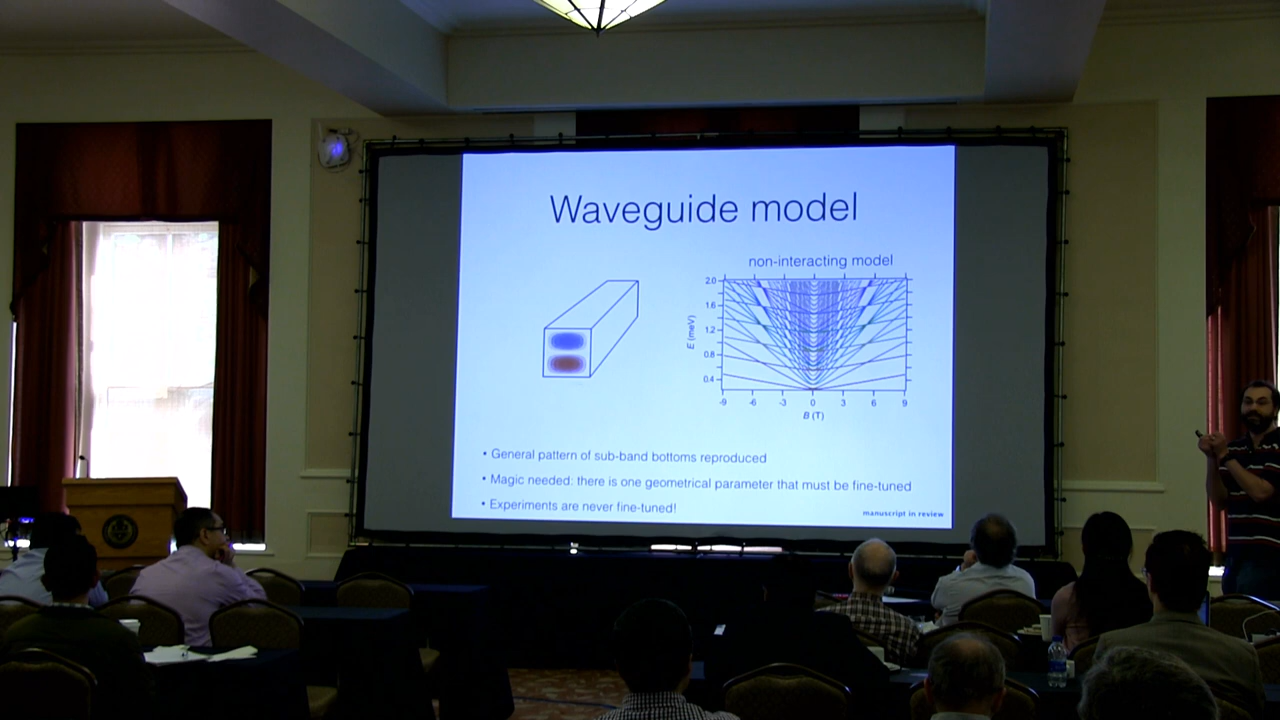 Waveguide model
non-interacting model
2.0
1.6
1.2
0.8
0.4
E (meV)
-9 -6 -3 0 3 6 9
B (T)
• General pattern of sub-band bottoms reproduced
• Magic needed: there is one geometrical parameter that must be fine-tuned
• Experiments are never fine-tuned!
manuscript in review